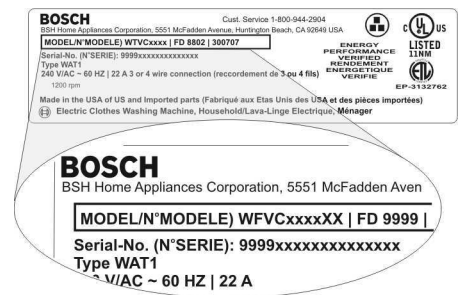 BOSCH
Cust. Service 1-800-944-2904
BSH Home Appliances Corporation, 5551 McFadden Avenue, Huntington Beach, CA 92649 USA
MODEL/N°MODELE) WTVCxxxx | FD 8802 | 300707
Serial-No. (N°SERIE): 9999xxxxxxxxxxxxxx
Type WAT1
240 V/AC ~ 60 HZ | 22 A 3 or 4 wire connection (reccordement de 3 ou 4 fils)
1200 rpm
Made in the USA of US and Imported parts (Fabriqué aux Etas Unis des USA et des pièces importées)
Electric Clothes Washing Machine, Household/Lava-Linge Electrique, Ménager
ENERGY
PERFORMANCE
VERIFIED
RENDEMENT
ENERGETIQUE
VERIFIE
C UL US
LISTED
11NM
EP-3132762
BOSCH
BSH Home Appliances Corporation, 5551 McFadden Aven
MODEL/N°MODELE) WFVCxxxxXX | FD 9999 |
Serial-No. (N°SERIE): 9999xxxxxxxxxxxxxx
Type WAT1
V/AC ~ 60 HZ | 22 A